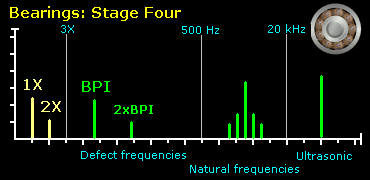 Bearings: Stage Four
3X
500 Hz
20 kHz
1X
2X
BPI
2xBPI
Defect frequencies
Natural frequencies
Ultrasonic